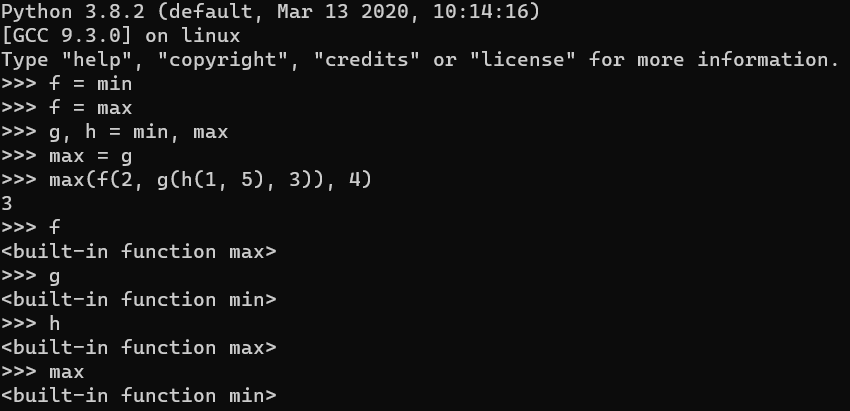 Python 3.8.2 (default, Mar 13 2020, 10:14:16)
[GCC 9.3.0] on linux
Type "help", "copyright", "credits" or "license" for more information.
>>> f = min
>>> f = max
>>> g, h = min, max
>>> max = g
>>> max(f(2, g(h(1, 5), 3)), 4)
3
>>> f
<built-in function max>
>>> g
<built-in function min>
>>> h
<built-in function max>
>>> max
<built-in function min>